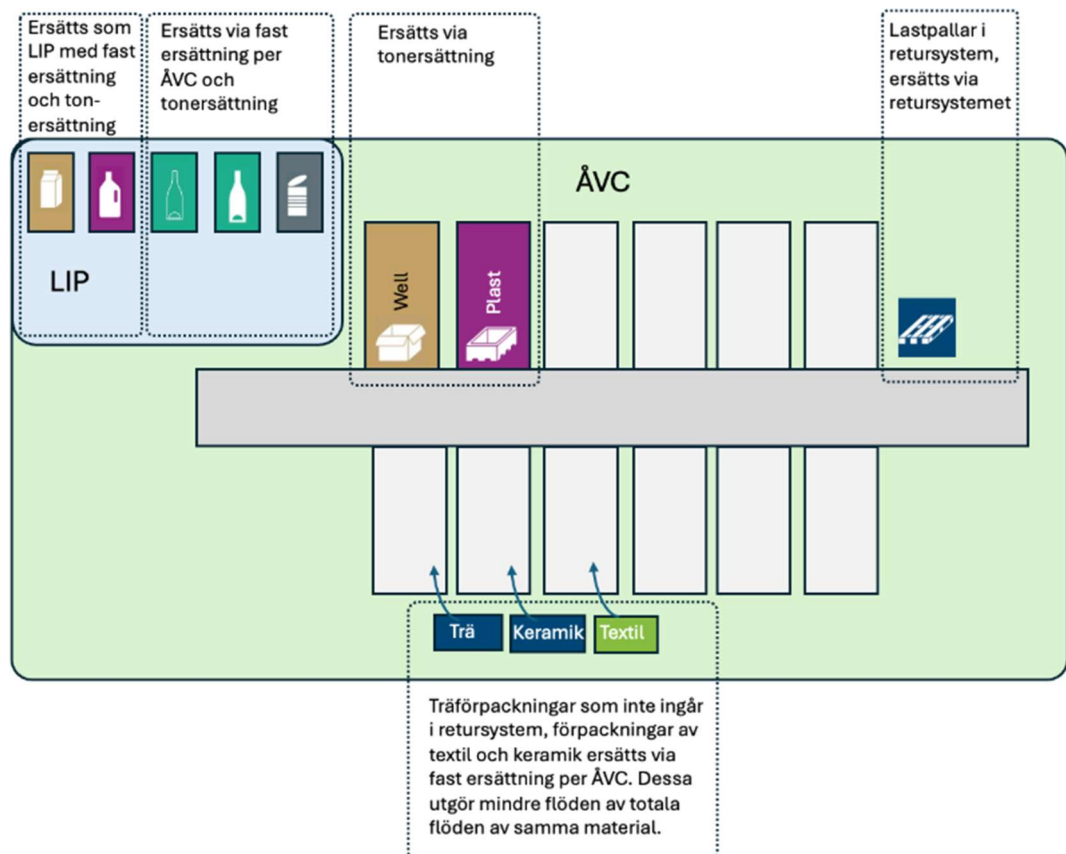 Ersätts som
LIP med fast
ersättning
och ton-
ersättning
Ersätts via fast
ersättning per
ÅVC och
tonersättning
Ersätts via
tonersättning
Lastpallar i
retursystem,
ersätts via
retursystemet
ÅVC
LIP
Well
Plast
Trä
Keramik
Textil
Träförpackningar som inte ingår
i retursystem, förpackningar av
textil och keramik ersätts via
fast ersättning per ÅVC. Dessa
utgör mindre flöden av totala
flöden av samma material.